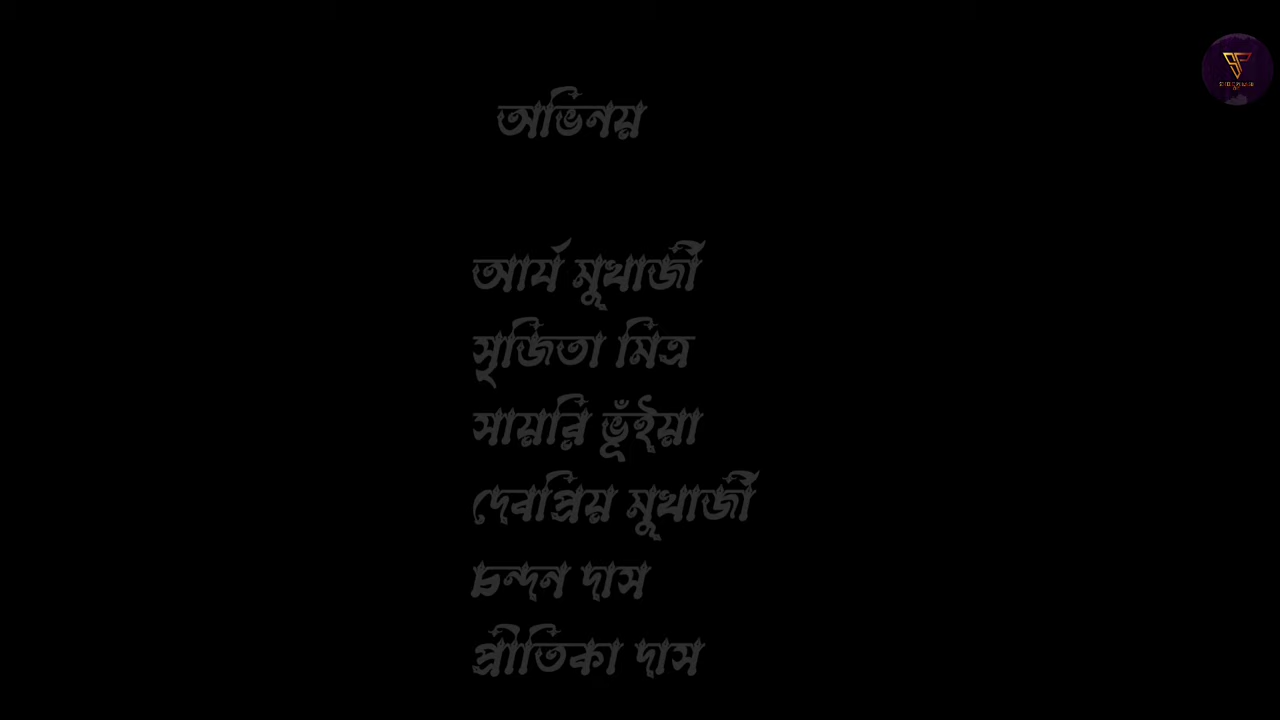 অভিনয়
আর্য মুখার্জী
সৃজিতা মিত্র
সায়রি ভূঁইয়া
দেবপ্রিয় মুখার্জী
চন্দন দাস
প্রীতিকা দাস